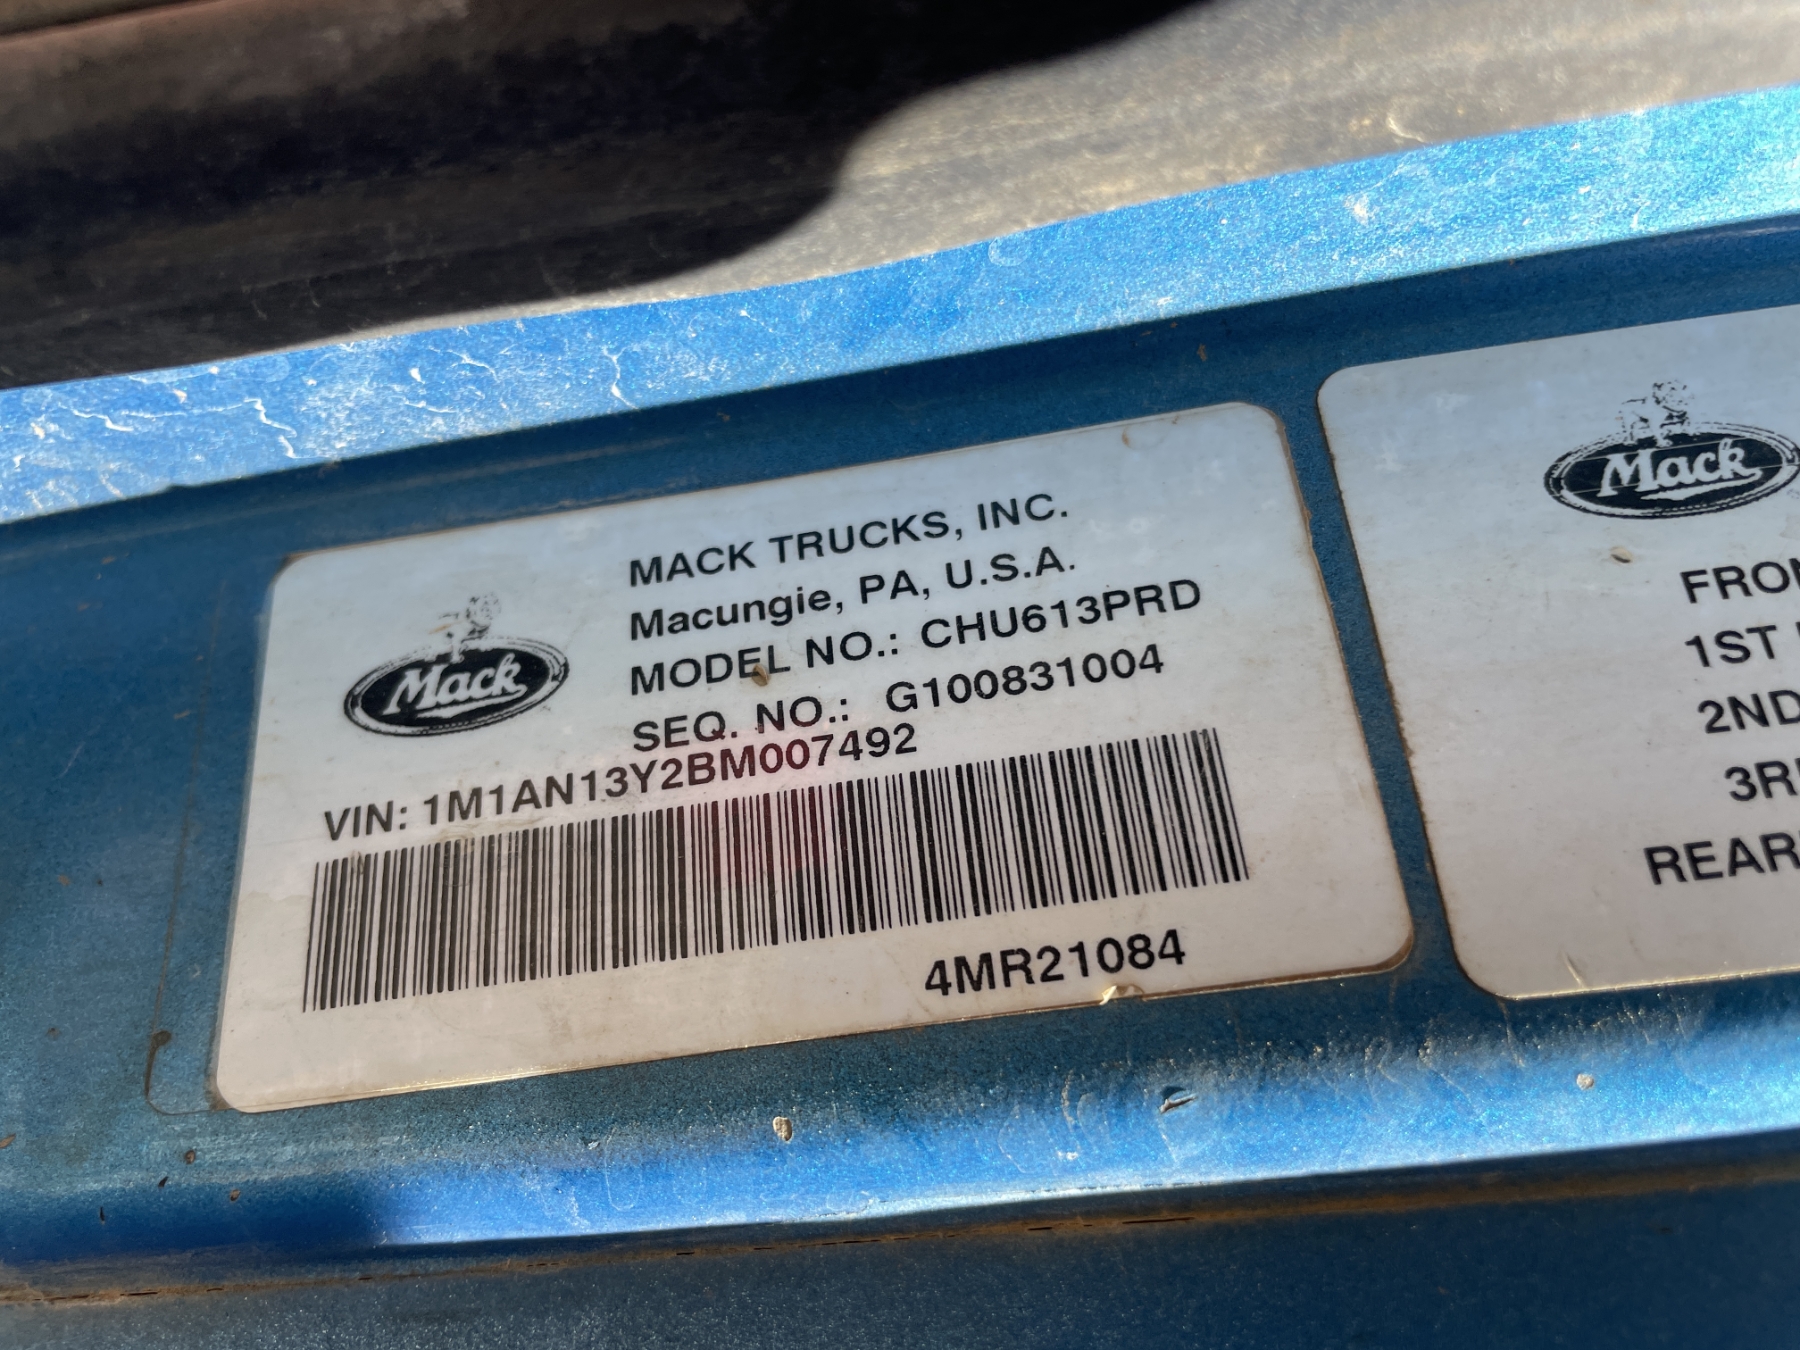 Mack
MACK TRUCKS, INC.
Macungie, PA, U.S.A.
MODEL NO.: CHU613PRD
SEQ. NO.: G100831004
VIN: 1M1AN13Y2BM007492
4MR21084
Mack
FRON
1ST
2ND
3R
REAR